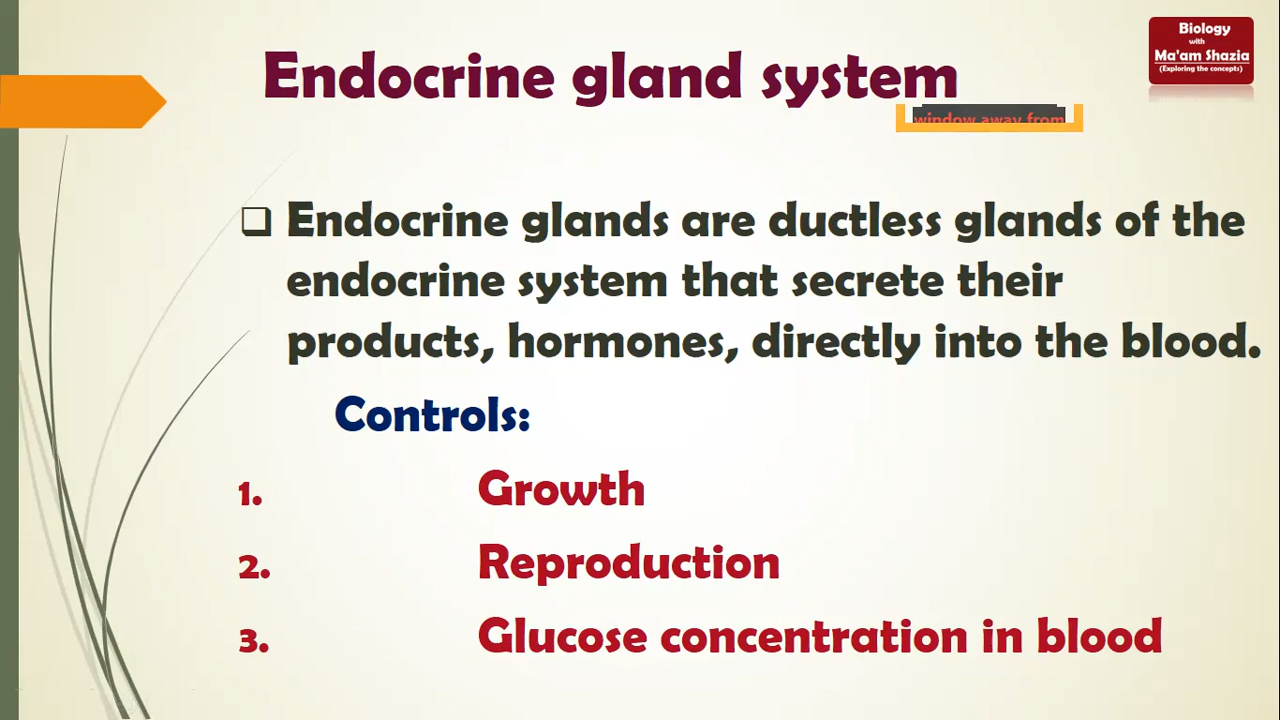 Biology
with
Ma'am Shazia
(Exploring the concepts)
Endocrine gland system
window away from
❑ Endocrine glands are ductless glands of the
endocrine system that secrete their
products, hormones, directly into the blood.
Controls:
1. Growth
2. Reproduction
3. Glucose concentration in blood